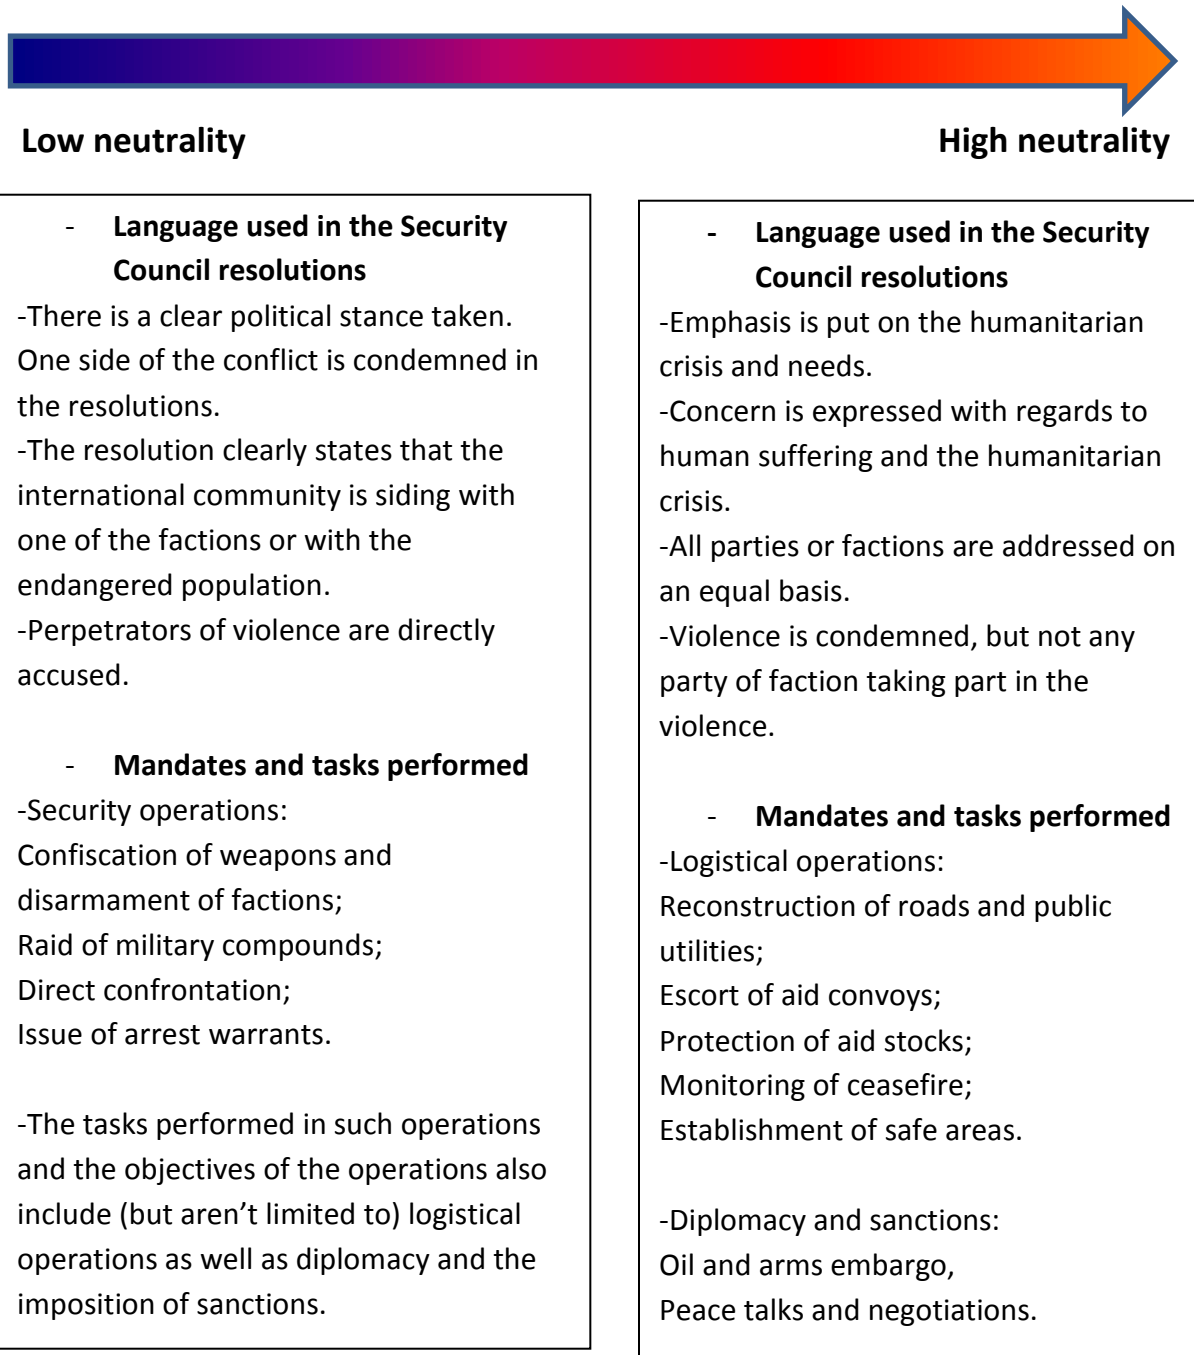 Low neutrality
High neutrality
- Language used in the Security
Council resolutions
-There is a clear political stance taken.
One side of the conflict is condemned in
the resolutions.
-The resolution clearly states that the
international community is siding with
one of the factions or with the
endangered population.
-Perpetrators of violence are directly
accused.
- Mandates and tasks performed
-Security operations:
Confiscation of weapons and
disarmament of factions;
Raid of military compounds;
Direct confrontation;
Issue of arrest warrants.
-The tasks performed in such operations
and the objectives of the operations also
include (but aren’t limited to) logistical
operations as well as diplomacy and the
imposition of sanctions.
- Language used in the Security
Council resolutions
-Emphasis is put on the humanitarian
crisis and needs.
-Concern is expressed with regards to
human suffering and the humanitarian
crisis.
-All parties or factions are addressed on
an equal basis.
-Violence is condemned, but not any
party of faction taking part in the
violence.
- Mandates and tasks performed
-Logistical operations:
Reconstruction of roads and public
utilities;
Escort of aid convoys;
Protection of aid stocks;
Monitoring of ceasefire;
Establishment of safe areas.
-Diplomacy and sanctions:
Oil and arms embargo,
Peace talks and negotiations.